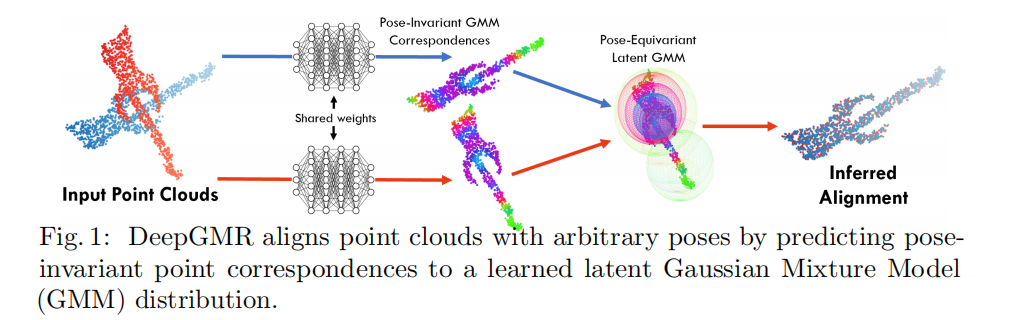 Pose-Invariant GMM
Correspondences
Pose-Equivariant
Latent GMM
Shared weights
Input Point Clouds
Inferred
Alignment
Fig. 1: DeepGMR aligns point clouds with arbitrary poses by predicting pose-
invariant point correspondences to a learned latent Gaussian Mixture Model
(GMM) distribution.